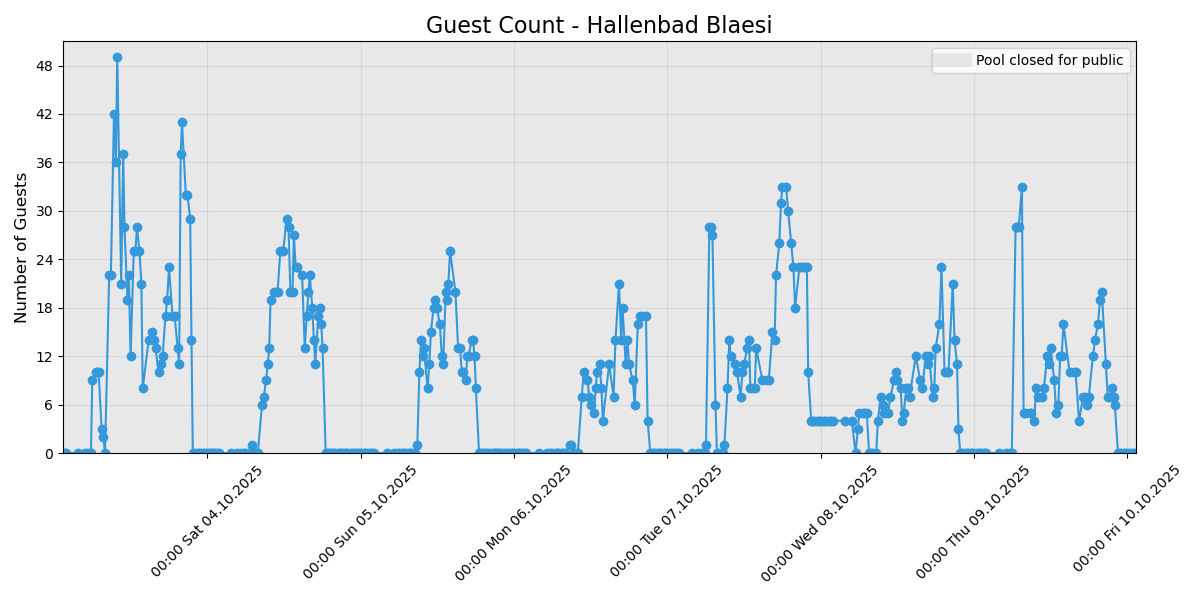 Guest Count - Hallenbad Blaesi
Pool closed for public
Number of Guests
48
42
36
30
24
18
12
6
0
00:00 Sat 04.10.2025
00:00 Sun 05.10.2025
00:00 Mon 06.10.2025
00:00 Tue 07.10.2025
00:00 Wed 08.10.2025
00:00 Thu 09.10.2025
00:00 Fri 10.10.2025